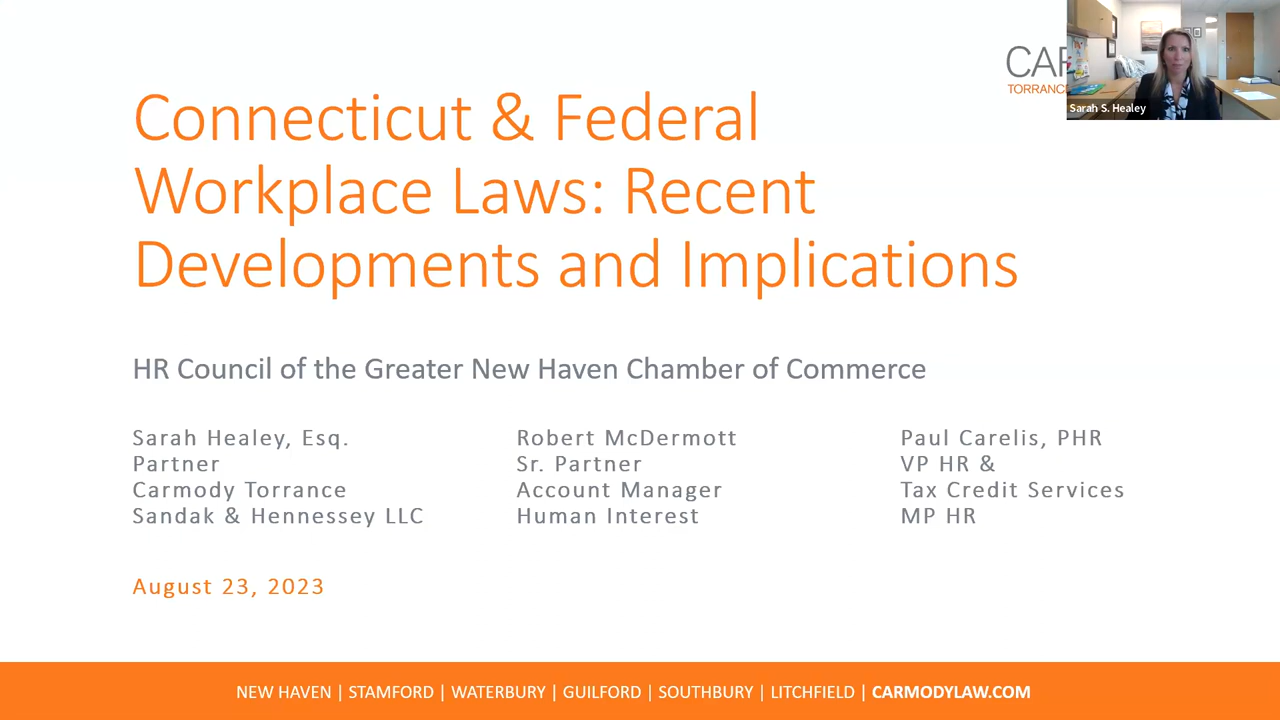 CAR
TORRANCE
Sarah S. Healey
Connecticut & Federal
Workplace Laws: Recent
Developments and Implications
HR Council of the Greater New Haven Chamber of Commerce
Sarah Healey, Esq.
Partner
Carmody Torrance
Sandak & Hennessey LLC
Robert McDermott
Sr. Partner
Account Manager
Human Interest
Paul Carelis, PHR
VP HR &
Tax Credit Services
MP HR
August 23, 2023
NEW HAVEN | STAMFORD | WATERBURY | GUILFORD | SOUTHBURY | LITCHFIELD | CARMODYLAW.COM